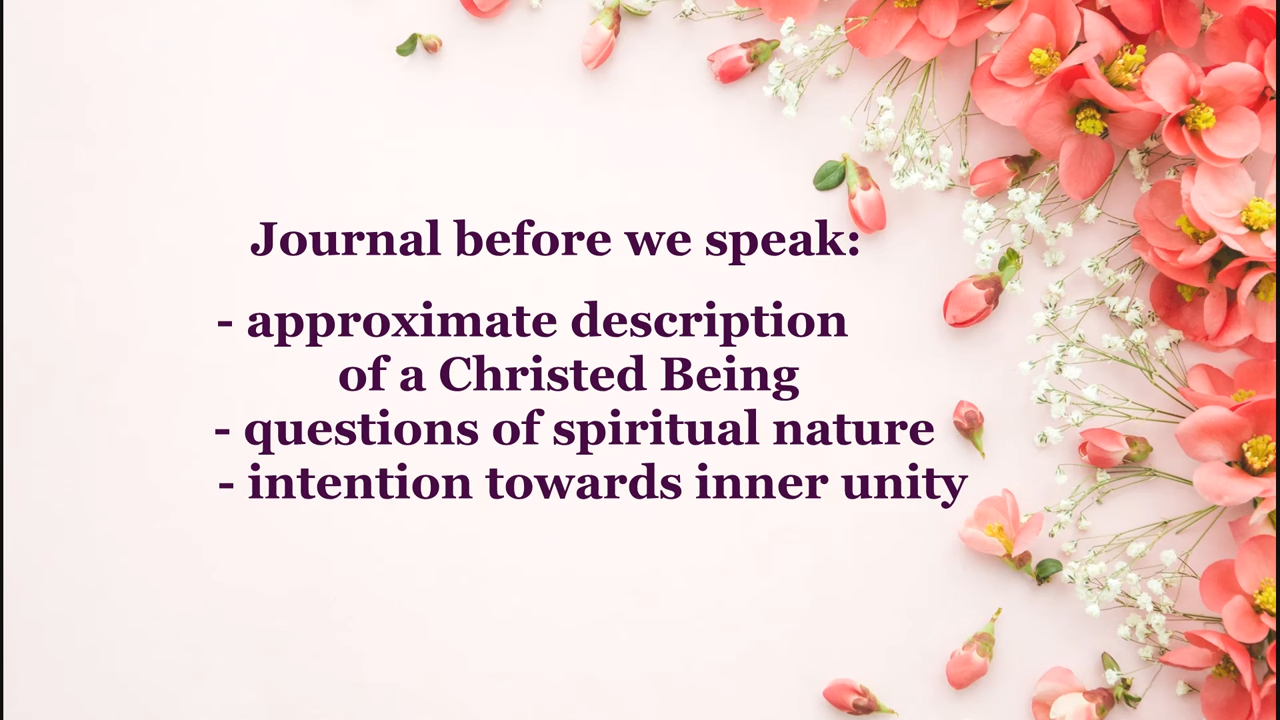 Journal before we speak:
- approximate description
of a Christed Being
- questions of spiritual nature
- intention towards inner unity